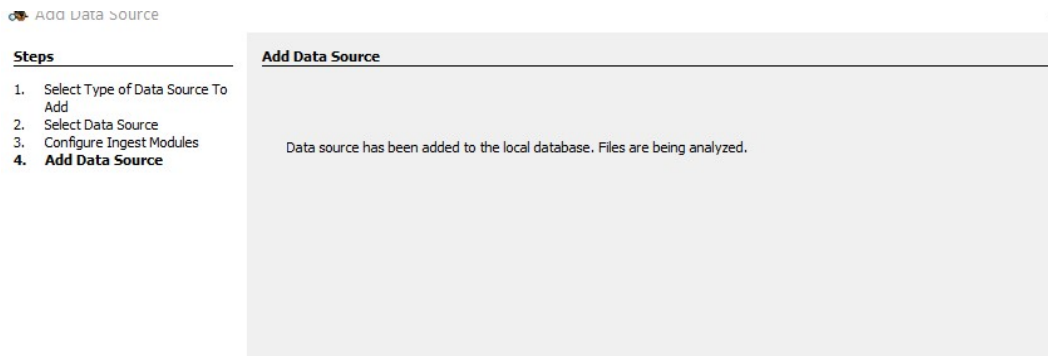 Add Data Source
Steps
1. Select Type of Data Source To
Add
2. Select Data Source
3. Configure Ingest Modules
4. Add Data Source
Add Data Source
Data source has been added to the local database. Files are being analyzed.